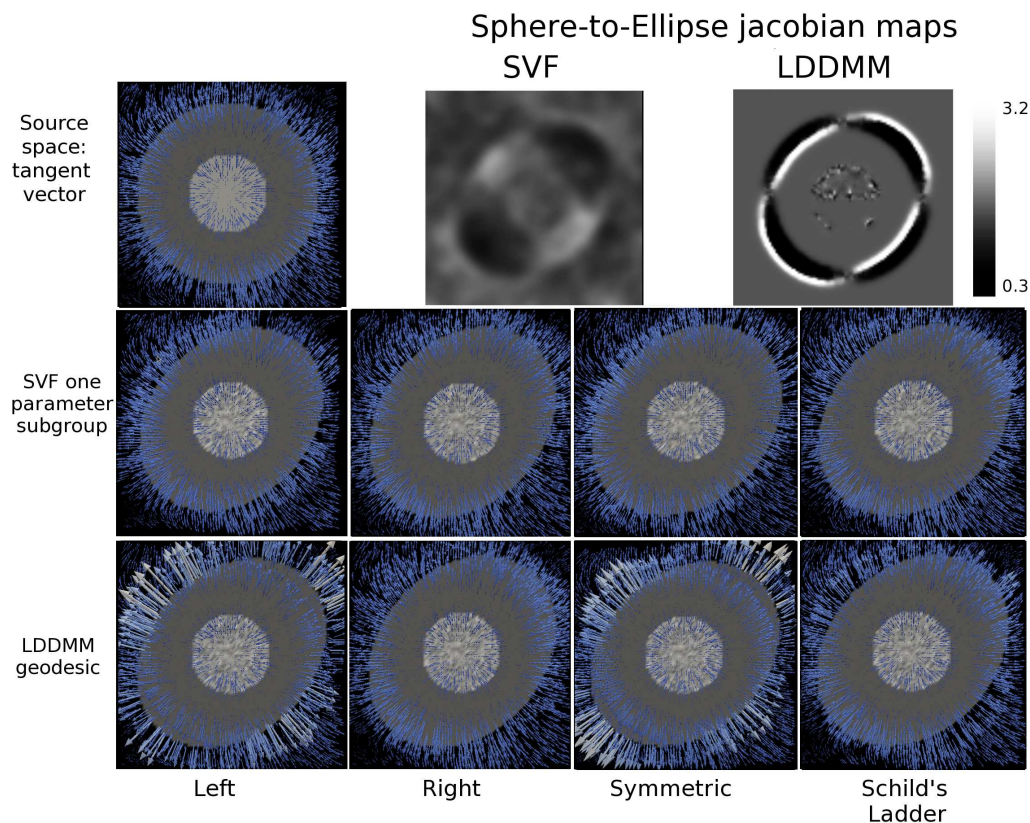 Sphere-to-Ellipse jacobian maps
SVF
LDDMM
Source
space:
tangent
vector
3.2
0.3
SVF one
parameter
subgroup
LDDMM
geodesic
Left
Right
Symmetric
Schild's
Ladder